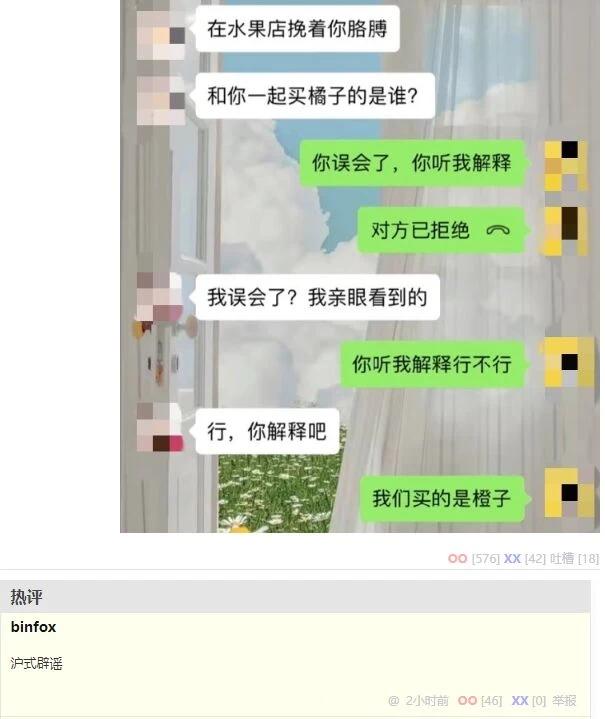 在水果店挽着你胳膊
和你一起买橘子的是谁？
你误会了，你听我解释
对方已拒绝
我误会了？我亲眼看到的
你听我解释行不行
行，你解释吧
我们买的是橙子
OO [576] XX [42] 吐槽 [18]
热评
binfox
沪式辟谣
@ 2小时前 OO [46] XX [0] 举报